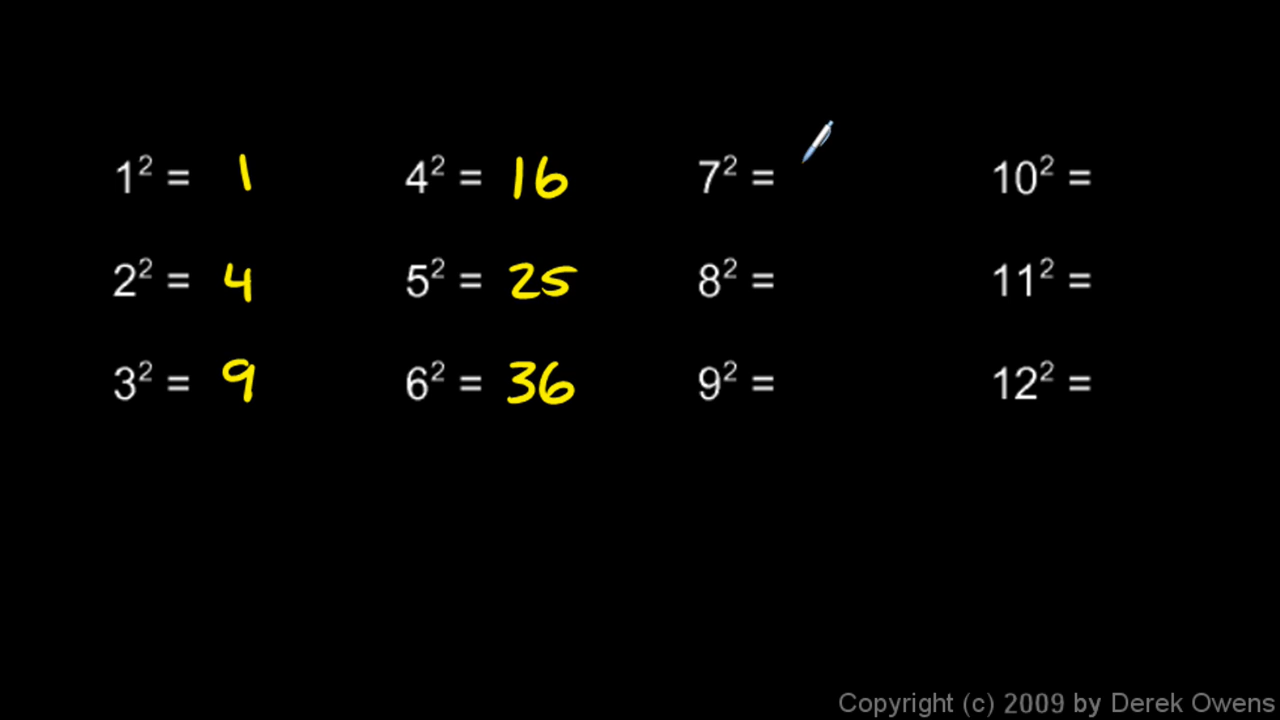 1² = 1 4² = 16 7² = 10² =
2² = 4 5² = 25 8² = 11² =
3² = 9 6² = 36 9² = 12² =
Copyright (c) 2009 by Derek Owens